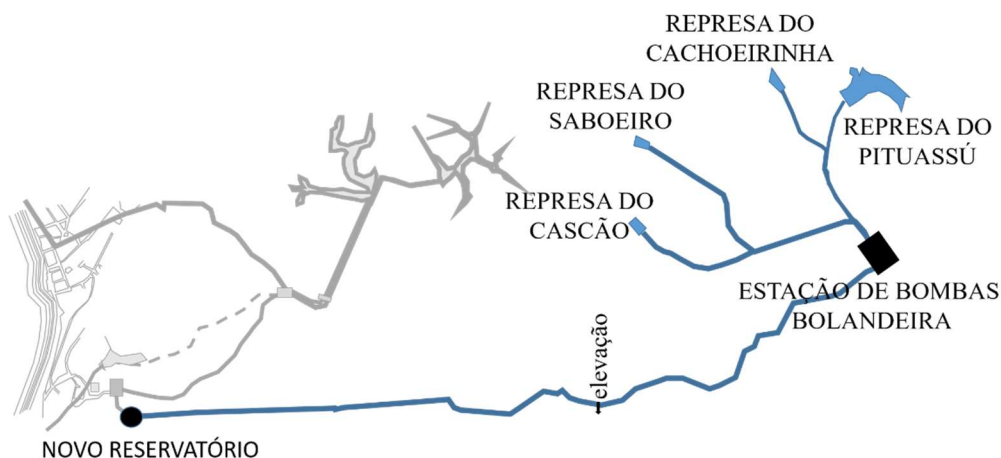 REPRESA DO
CACHOEIRINHA
REPRESA DO
SABOEIRO
REPRESA DO
PITUASSÚ
REPRESA DO
CASCÃO
ESTAÇÃO DE BOMBAS
BOLANDEIRA
elevação
NOVO RESERVATÓRIO